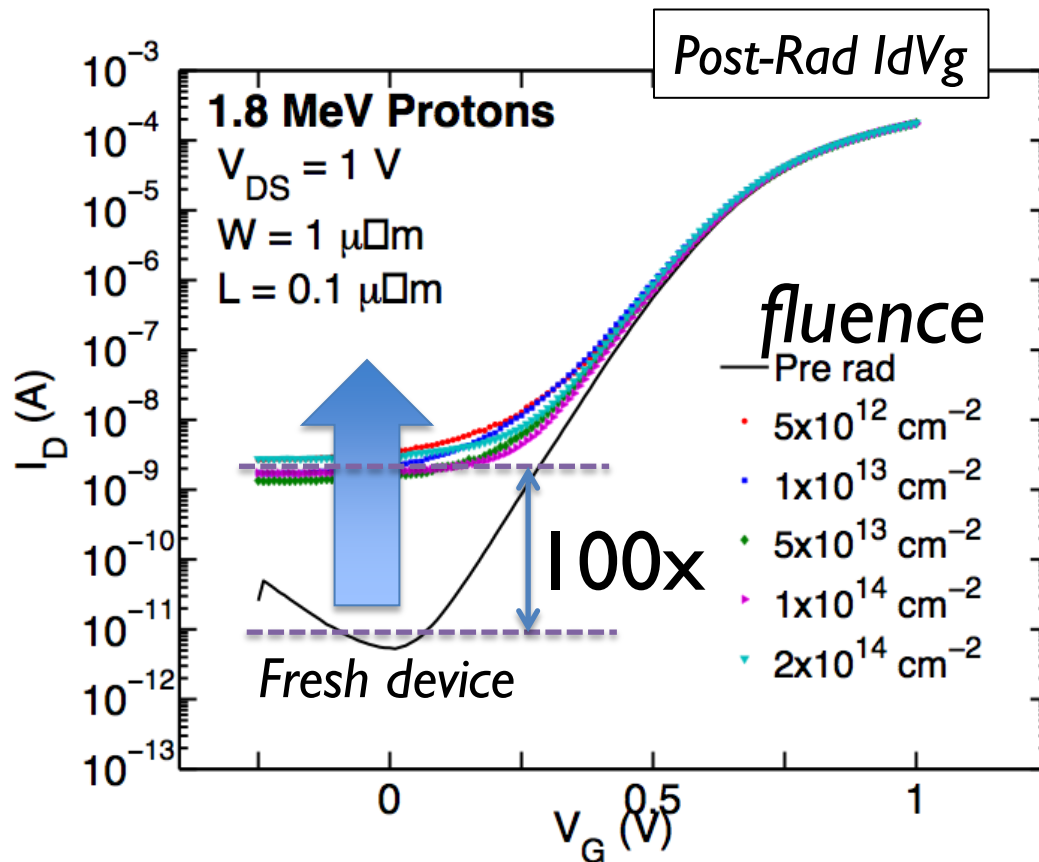 Post-Rad IdVg
1.8 MeV Protons
V_DS = 1 V
W = 1 μ□m
L = 0.1 μ□m
fluence
Pre rad
5x10^12 cm^−2
1x10^13 cm^−2
5x10^13 cm^−2
1x10^14 cm^−2
2x10^14 cm^−2
100x
Fresh device
I_D (A)
10^−3
10^−4
10^−5
10^−6
10^−7
10^−8
10^−9
10^−10
10^−11
10^−12
10^−13
0
0.5
1
V_G (V)